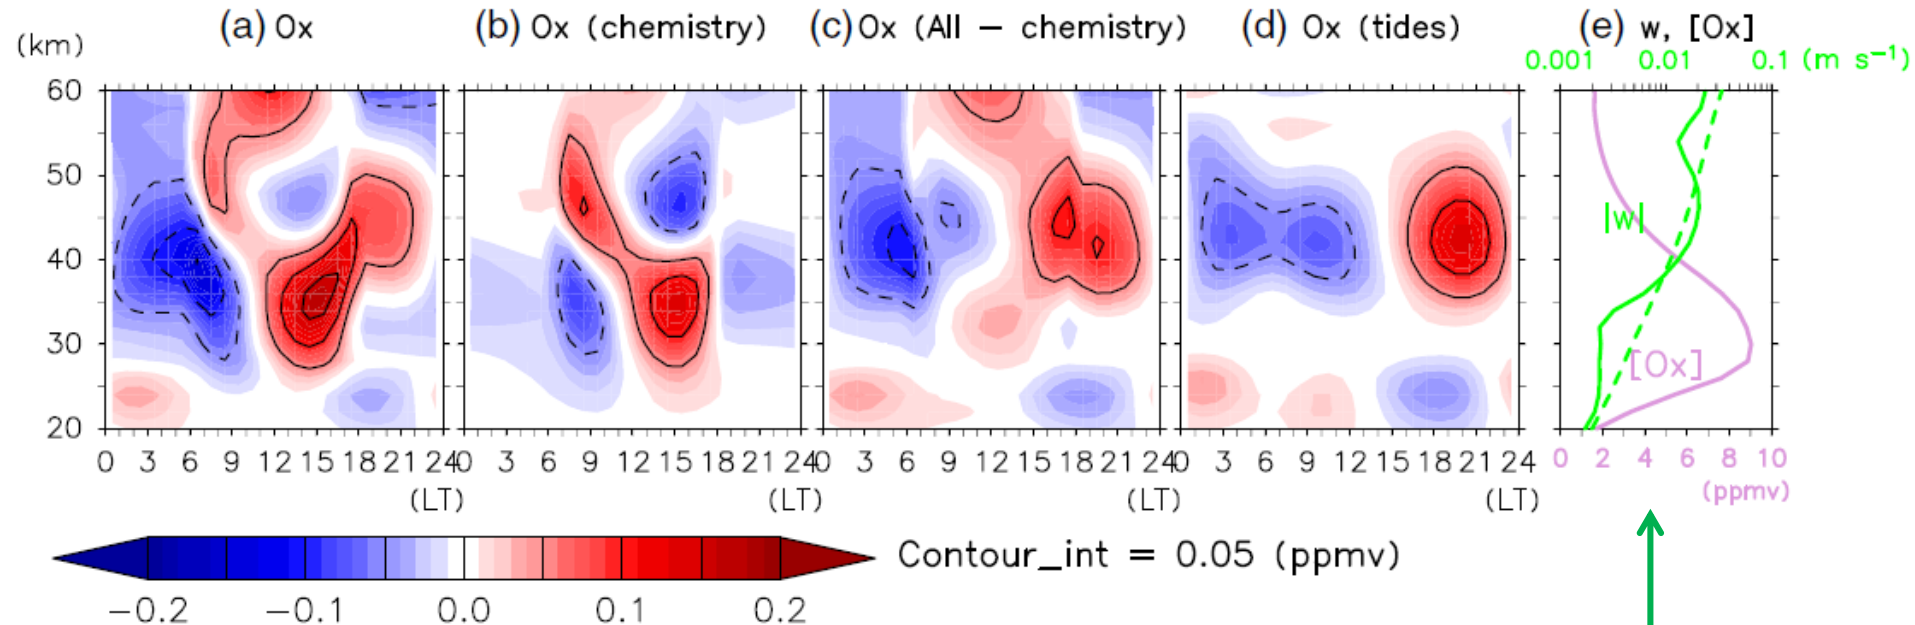 (a) Ox (b) Ox (chemistry) (c) Ox (All − chemistry) (d) Ox (tides) (e) w, [Ox]
(km) 0.001 0.01 0.1 (m s⁻¹)
60
50
|w|
40
30
[Ox]
20
0 3 6 9 12 15 18 21 24 0 3 6 9 12 15 18 21 24 0 3 6 9 12 15 18 21 24 0 3 6 9 12 15 18 21 24 0 2 4 6 8 10
(LT) (LT) (LT) (LT) (ppmv)
Contour_int = 0.05 (ppmv)
−0.2 −0.1 0.0 0.1 0.2